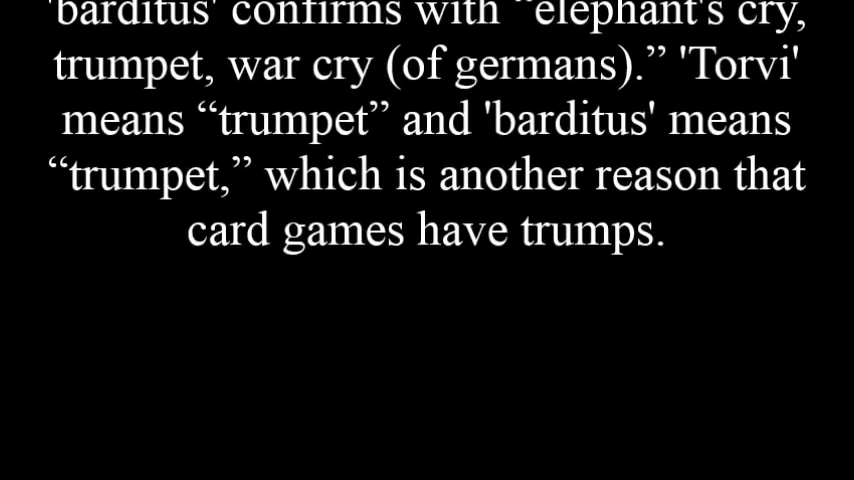 'barditus' confirms with “elephant's cry,
trumpet, war cry (of germans).” 'Torvi'
means “trumpet” and 'barditus' means
“trumpet,” which is another reason that
card games have trumps.